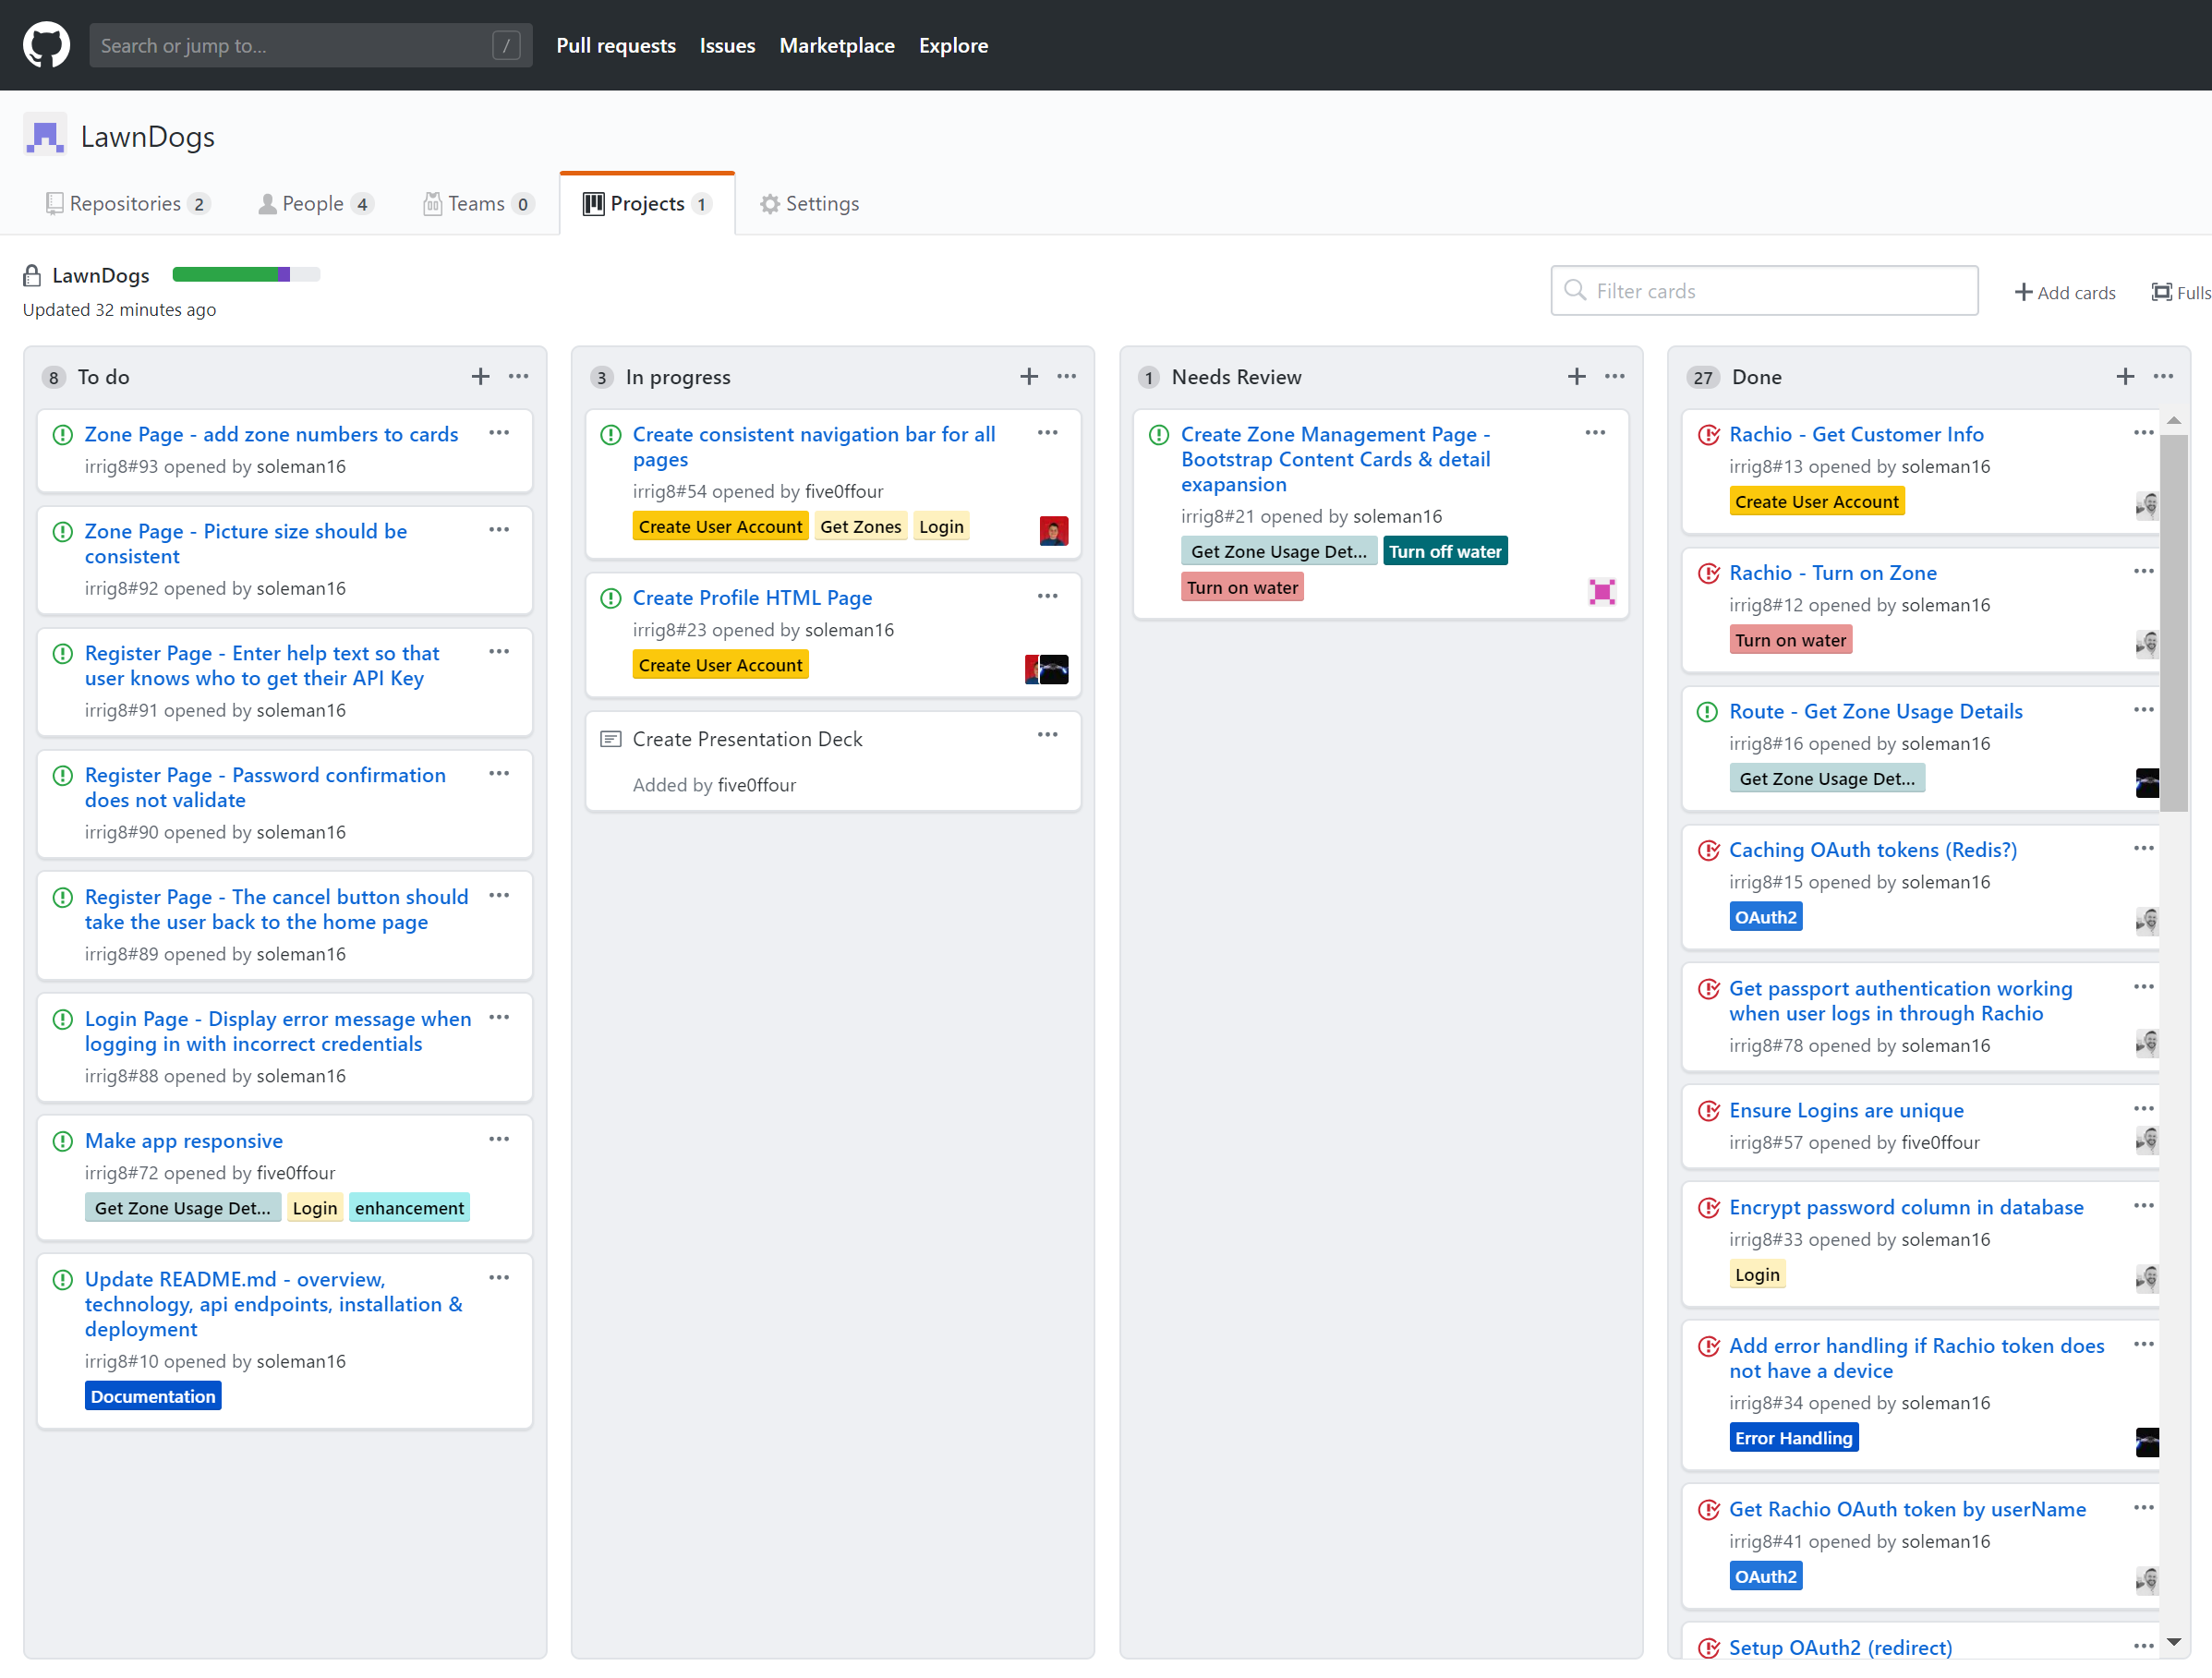 Search or jump to... /
Pull requests
Issues
Marketplace
Explore
LawnDogs
Repositories 2
People 4
Teams 0
Projects 1
Settings
LawnDogs
Updated 32 minutes ago
Filter cards
Add cards
Fulls
8 To do
Zone Page - add zone numbers to cards
irrig8#93 opened by soleman16
Zone Page - Picture size should be
consistent
irrig8#92 opened by soleman16
Register Page - Enter help text so that
user knows who to get their API Key
irrig8#91 opened by soleman16
Register Page - Password confirmation
does not validate
irrig8#90 opened by soleman16
Register Page - The cancel button should
take the user back to the home page
irrig8#89 opened by soleman16
Login Page - Display error message when
logging in with incorrect credentials
irrig8#88 opened by soleman16
Make app responsive
irrig8#72 opened by five0ffour
Get Zone Usage Det... Login enhancement
Update README.md - overview,
technology, api endpoints, installation &
deployment
irrig8#10 opened by soleman16
Documentation
3 In progress
Create consistent navigation bar for all
pages
irrig8#54 opened by five0ffour
Create User Account Get Zones Login
Create Profile HTML Page
irrig8#23 opened by soleman16
Create User Account
Create Presentation Deck
Added by five0ffour
1 Needs Review
Create Zone Management Page -
Bootstrap Content Cards & detail
exapansion
irrig8#21 opened by soleman16
Get Zone Usage Det... Turn off water
Turn on water
27 Done
Rachio - Get Customer Info
irrig8#13 opened by soleman16
Create User Account
Rachio - Turn on Zone
irrig8#12 opened by soleman16
Turn on water
Route - Get Zone Usage Details
irrig8#16 opened by soleman16
Get Zone Usage Det...
Caching OAuth tokens (Redis?)
irrig8#15 opened by soleman16
OAuth2
Get passport authentication working
when user logs in through Rachio
irrig8#78 opened by soleman16
Ensure Logins are unique
irrig8#57 opened by five0ffour
Encrypt password column in database
irrig8#33 opened by soleman16
Login
Add error handling if Rachio token does
not have a device
irrig8#34 opened by soleman16
Error Handling
Get Rachio OAuth token by userName
irrig8#41 opened by soleman16
OAuth2
Setup OAuth2 (redirect)